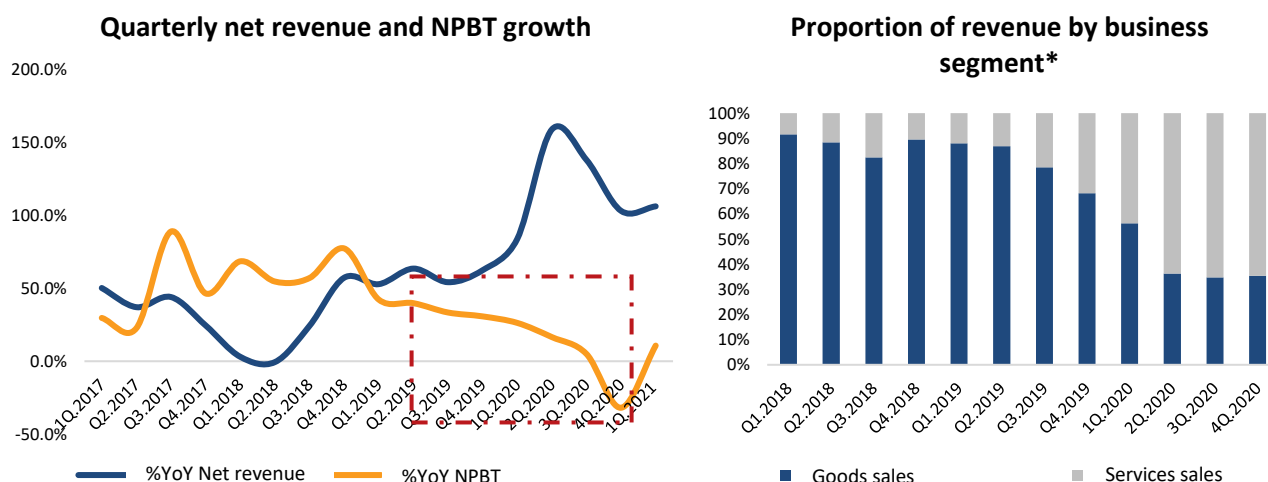 Quarterly net revenue and NPBT growth
200.0%
150.0%
100.0%
50.0%
0.0%
-50.0%
1Q.2017
Q2.2017
Q3.2017
Q4.2017
Q1.2018
Q2.2018
Q3.2018
Q4.2018
Q1.2019
Q2.2019
Q3.2019
Q4.2019
1Q.2020
2Q.2020
3Q.2020
4Q.2020
1Q.2021
%YoY Net revenue
%YoY NPBT
Proportion of revenue by business
segment*
100%
90%
80%
70%
60%
50%
40%
30%
20%
10%
0%
Q1.2018
Q2.2018
Q3.2018
Q4.2018
Q1.2019
Q2.2019
Q3.2019
Q4.2019
1Q.2020
2Q.2020
3Q.2020
4Q.2020
Goods sales
Services sales